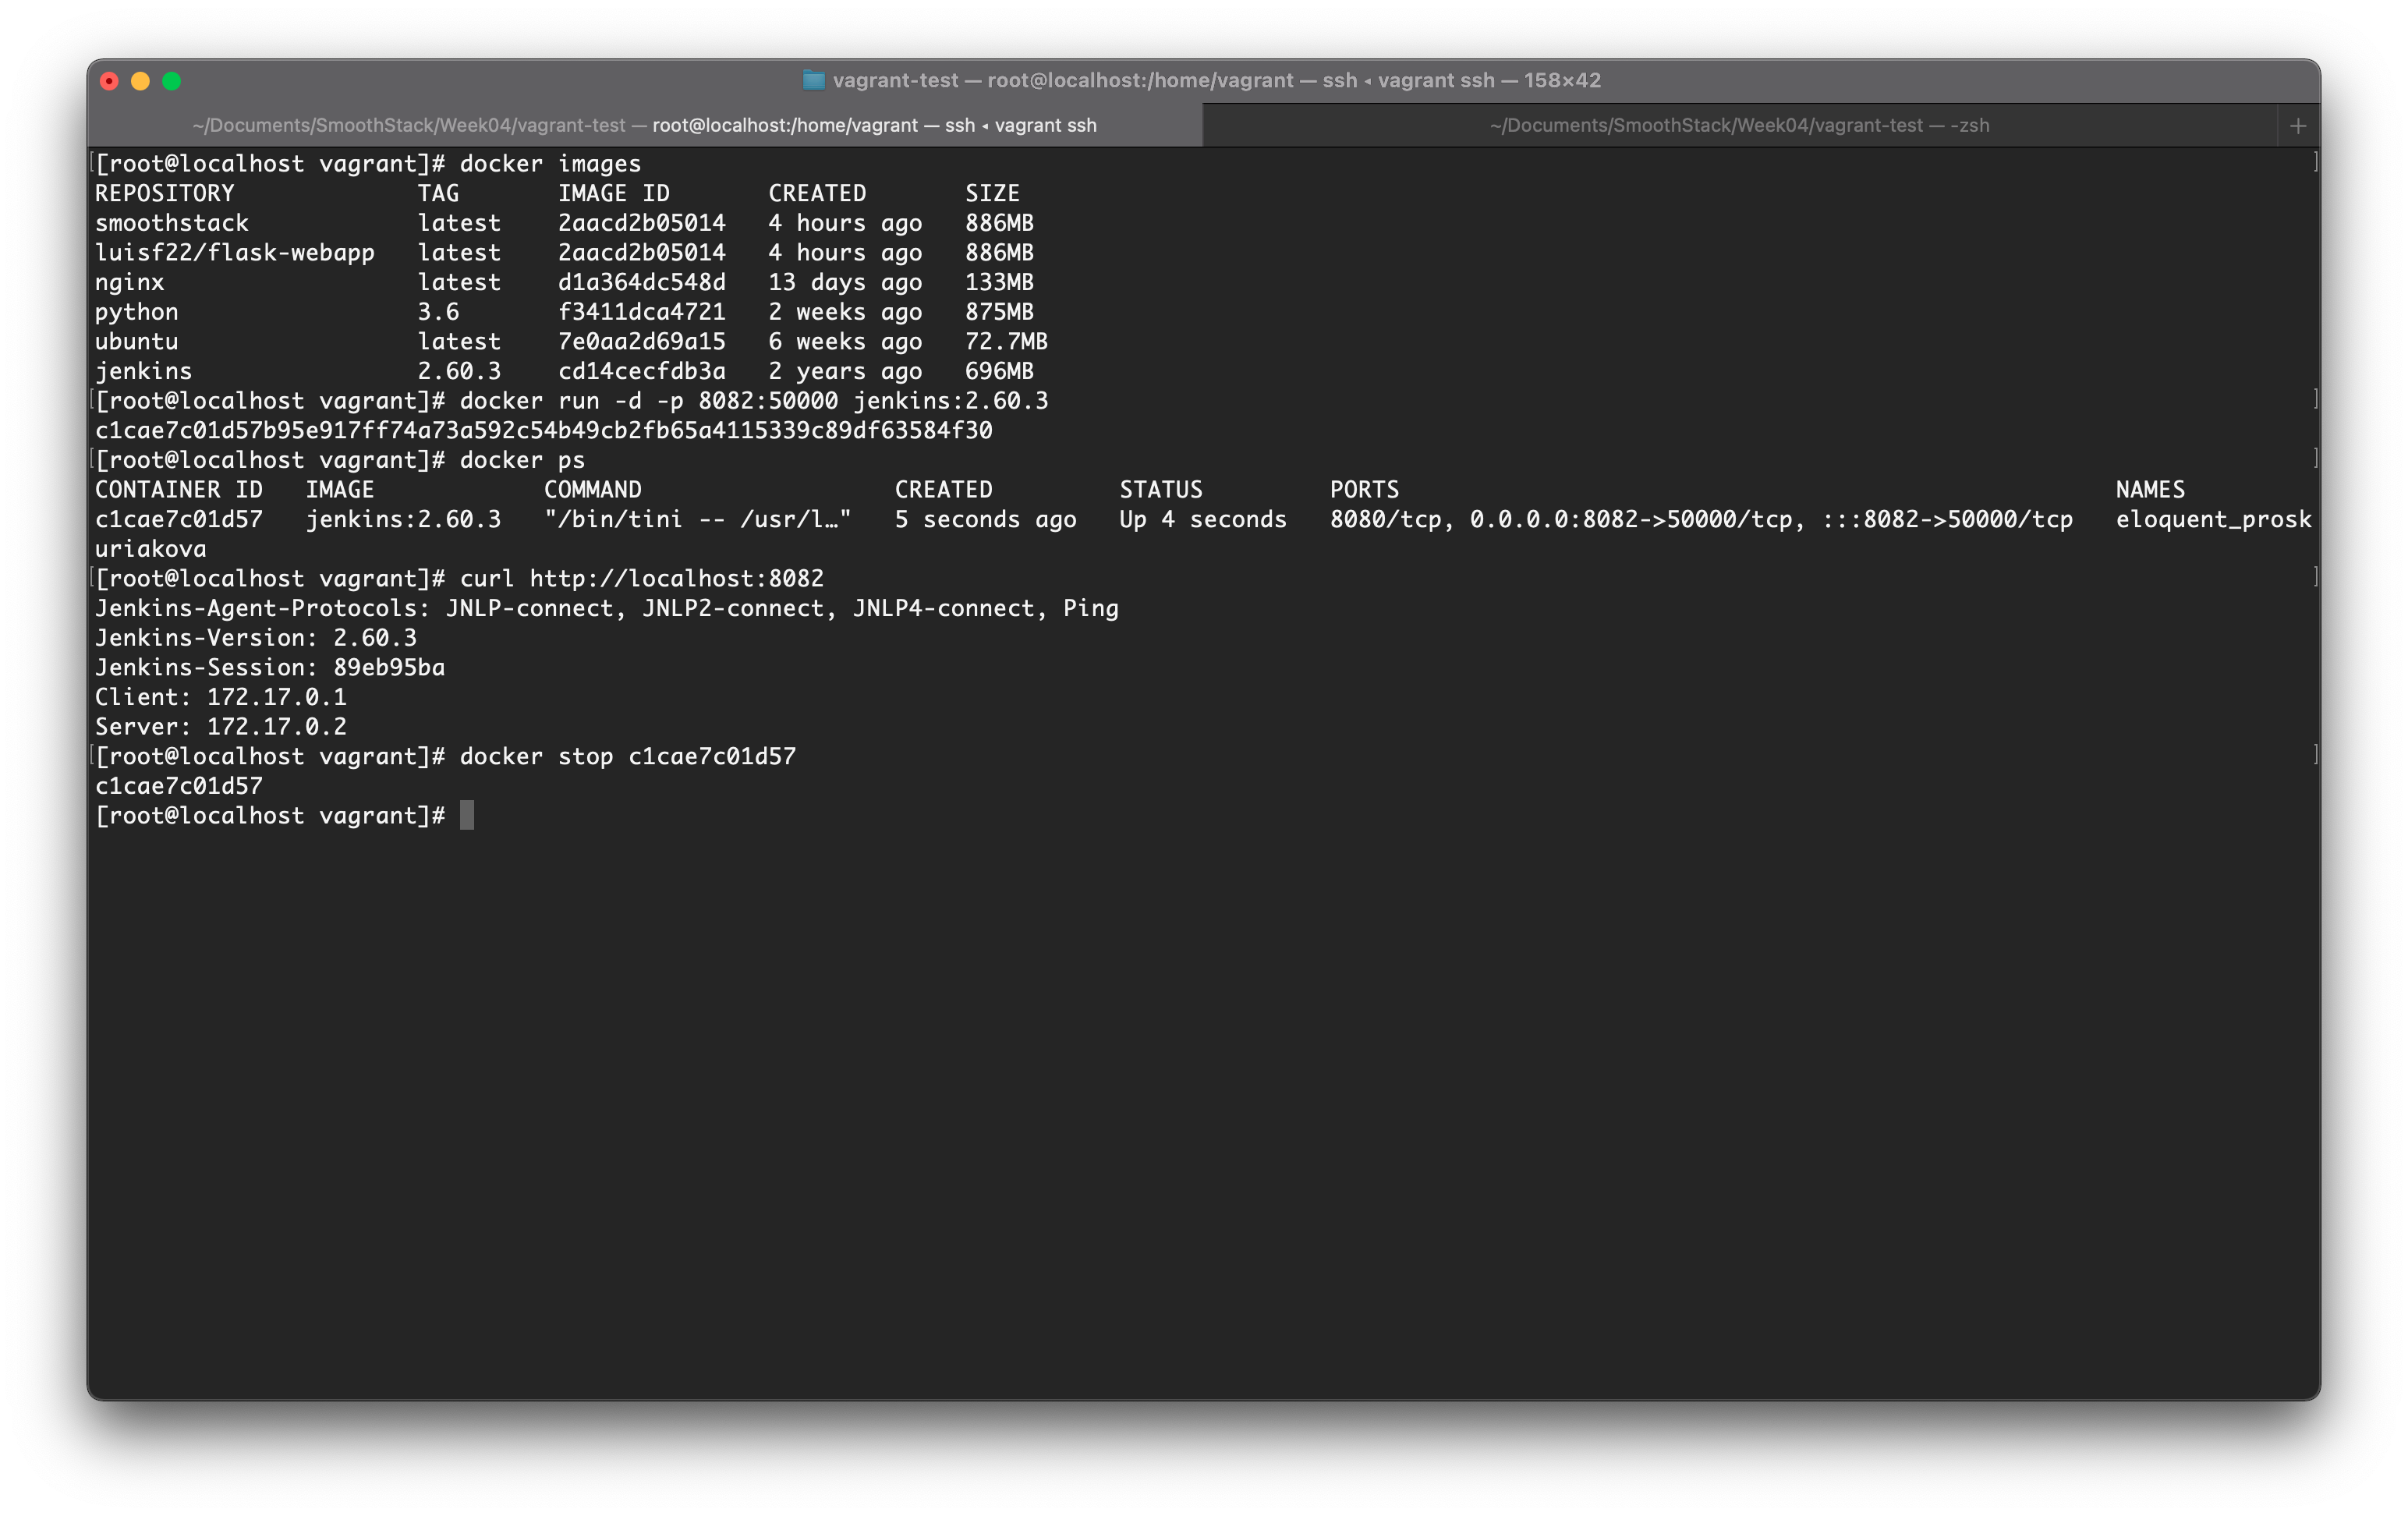 vagrant-test — root@localhost:/home/vagrant — ssh ◂ vagrant ssh — 158×42
~/Documents/SmoothStack/Week04/vagrant-test — root@localhost:/home/vagrant — ssh ◂ vagrant ssh ~/Documents/SmoothStack/Week04/vagrant-test — -zsh +
[[root@localhost vagrant]# docker images ]
REPOSITORY TAG IMAGE ID CREATED SIZE
smoothstack latest 2aacd2b05014 4 hours ago 886MB
luisf22/flask-webapp latest 2aacd2b05014 4 hours ago 886MB
nginx latest d1a364dc548d 13 days ago 133MB
python 3.6 f3411dca4721 2 weeks ago 875MB
ubuntu latest 7e0aa2d69a15 6 weeks ago 72.7MB
jenkins 2.60.3 cd14cecfdb3a 2 years ago 696MB
[[root@localhost vagrant]# docker run -d -p 8082:50000 jenkins:2.60.3 ]
c1cae7c01d57b95e917ff74a73a592c54b49cb2fb65a4115339c89df63584f30
[[root@localhost vagrant]# docker ps ]
CONTAINER ID IMAGE COMMAND CREATED STATUS PORTS NAMES
c1cae7c01d57 jenkins:2.60.3 "/bin/tini -- /usr/l…" 5 seconds ago Up 4 seconds 8080/tcp, 0.0.0.0:8082->50000/tcp, :::8082->50000/tcp eloquent_prosk
uriakova
[[root@localhost vagrant]# curl http://localhost:8082 ]
Jenkins-Agent-Protocols: JNLP-connect, JNLP2-connect, JNLP4-connect, Ping
Jenkins-Version: 2.60.3
Jenkins-Session: 89eb95ba
Client: 172.17.0.1
Server: 172.17.0.2
[[root@localhost vagrant]# docker stop c1cae7c01d57 ]
c1cae7c01d57
[root@localhost vagrant]#